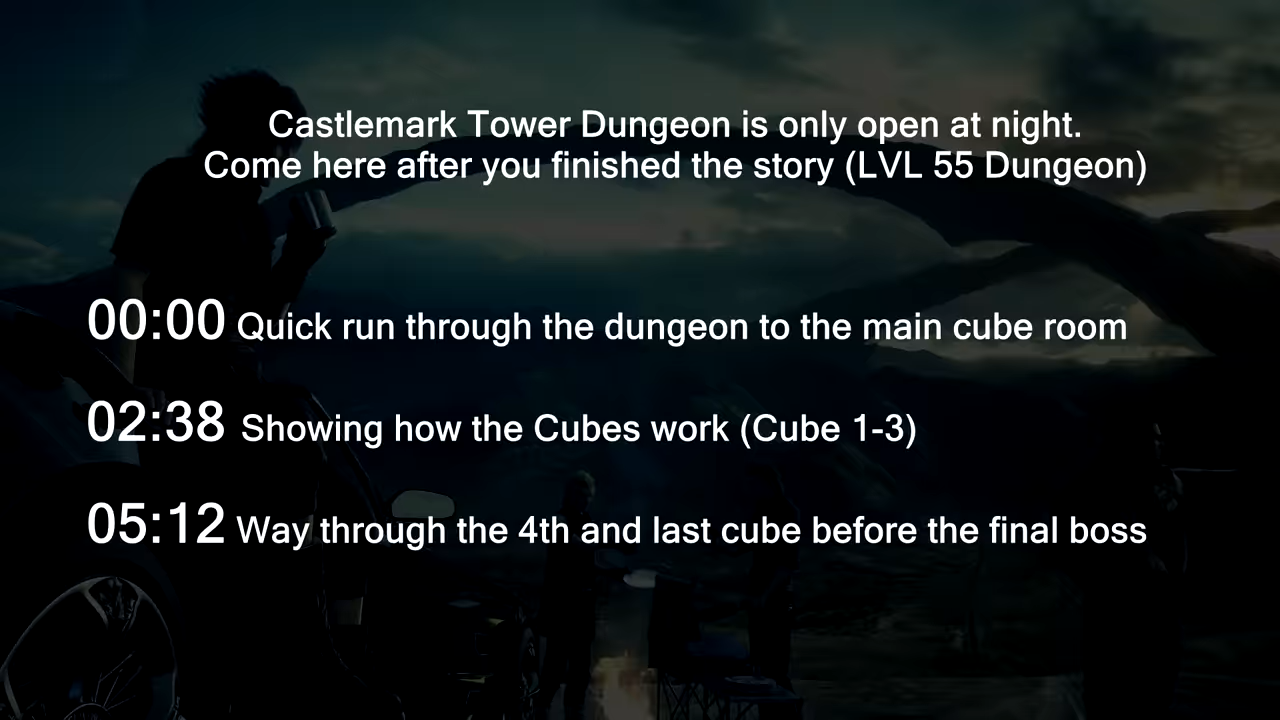 Castlemark Tower Dungeon is only open at night.
Come here after you finished the story (LVL 55 Dungeon)
00:00 Quick run through the dungeon to the main cube room
02:38 Showing how the Cubes work (Cube 1-3)
05:12 Way through the 4th and last cube before the final boss